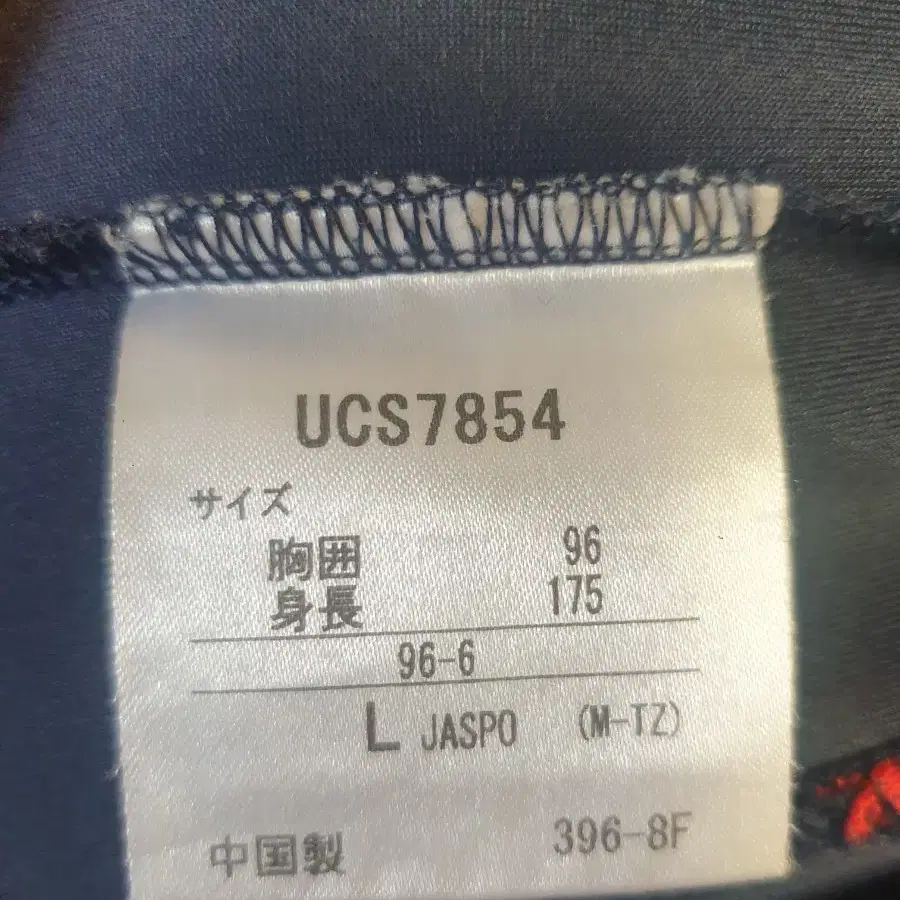 UCS7854
サイズ
胸囲 96
身長 175
96-6
L JASPO (M-TZ)
中国製 396-8F